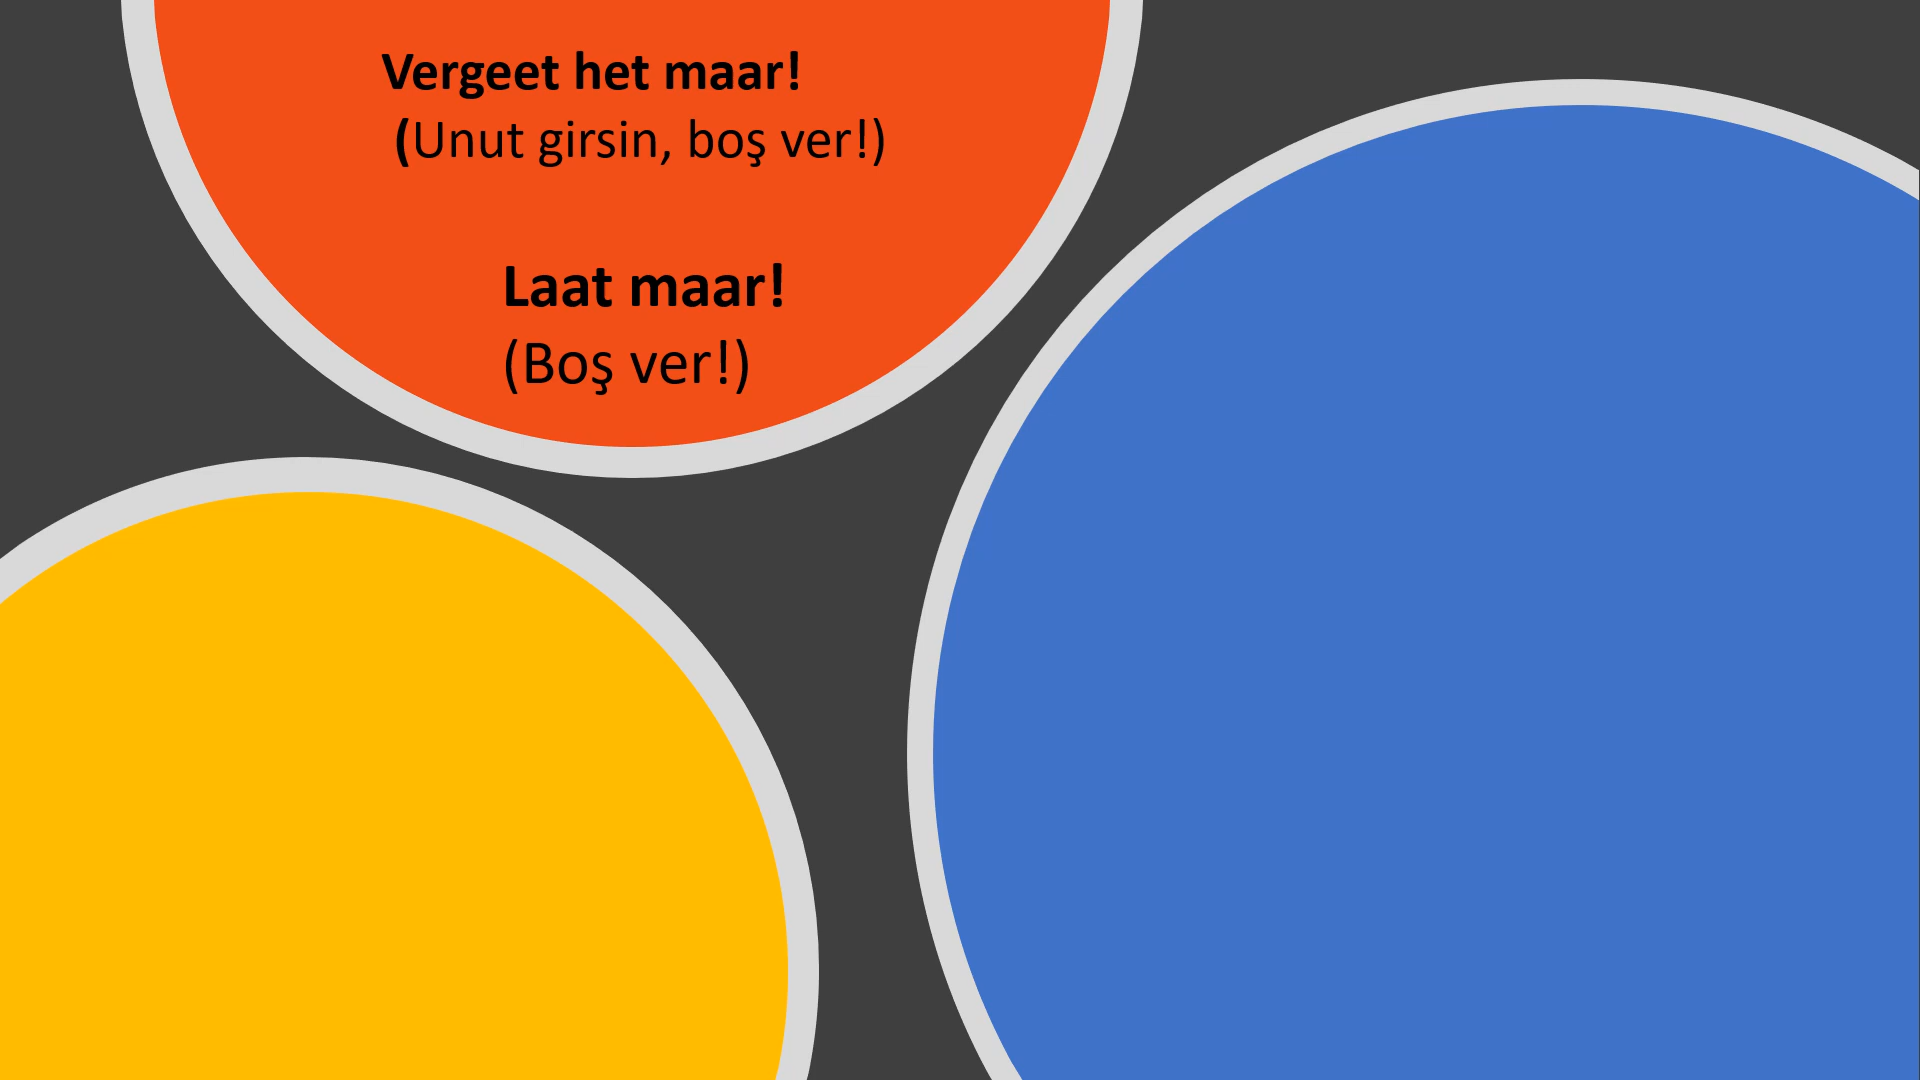 Vergeet het maar!
(Unut girsin, boş ver!)
Laat maar!
(Boş ver!)